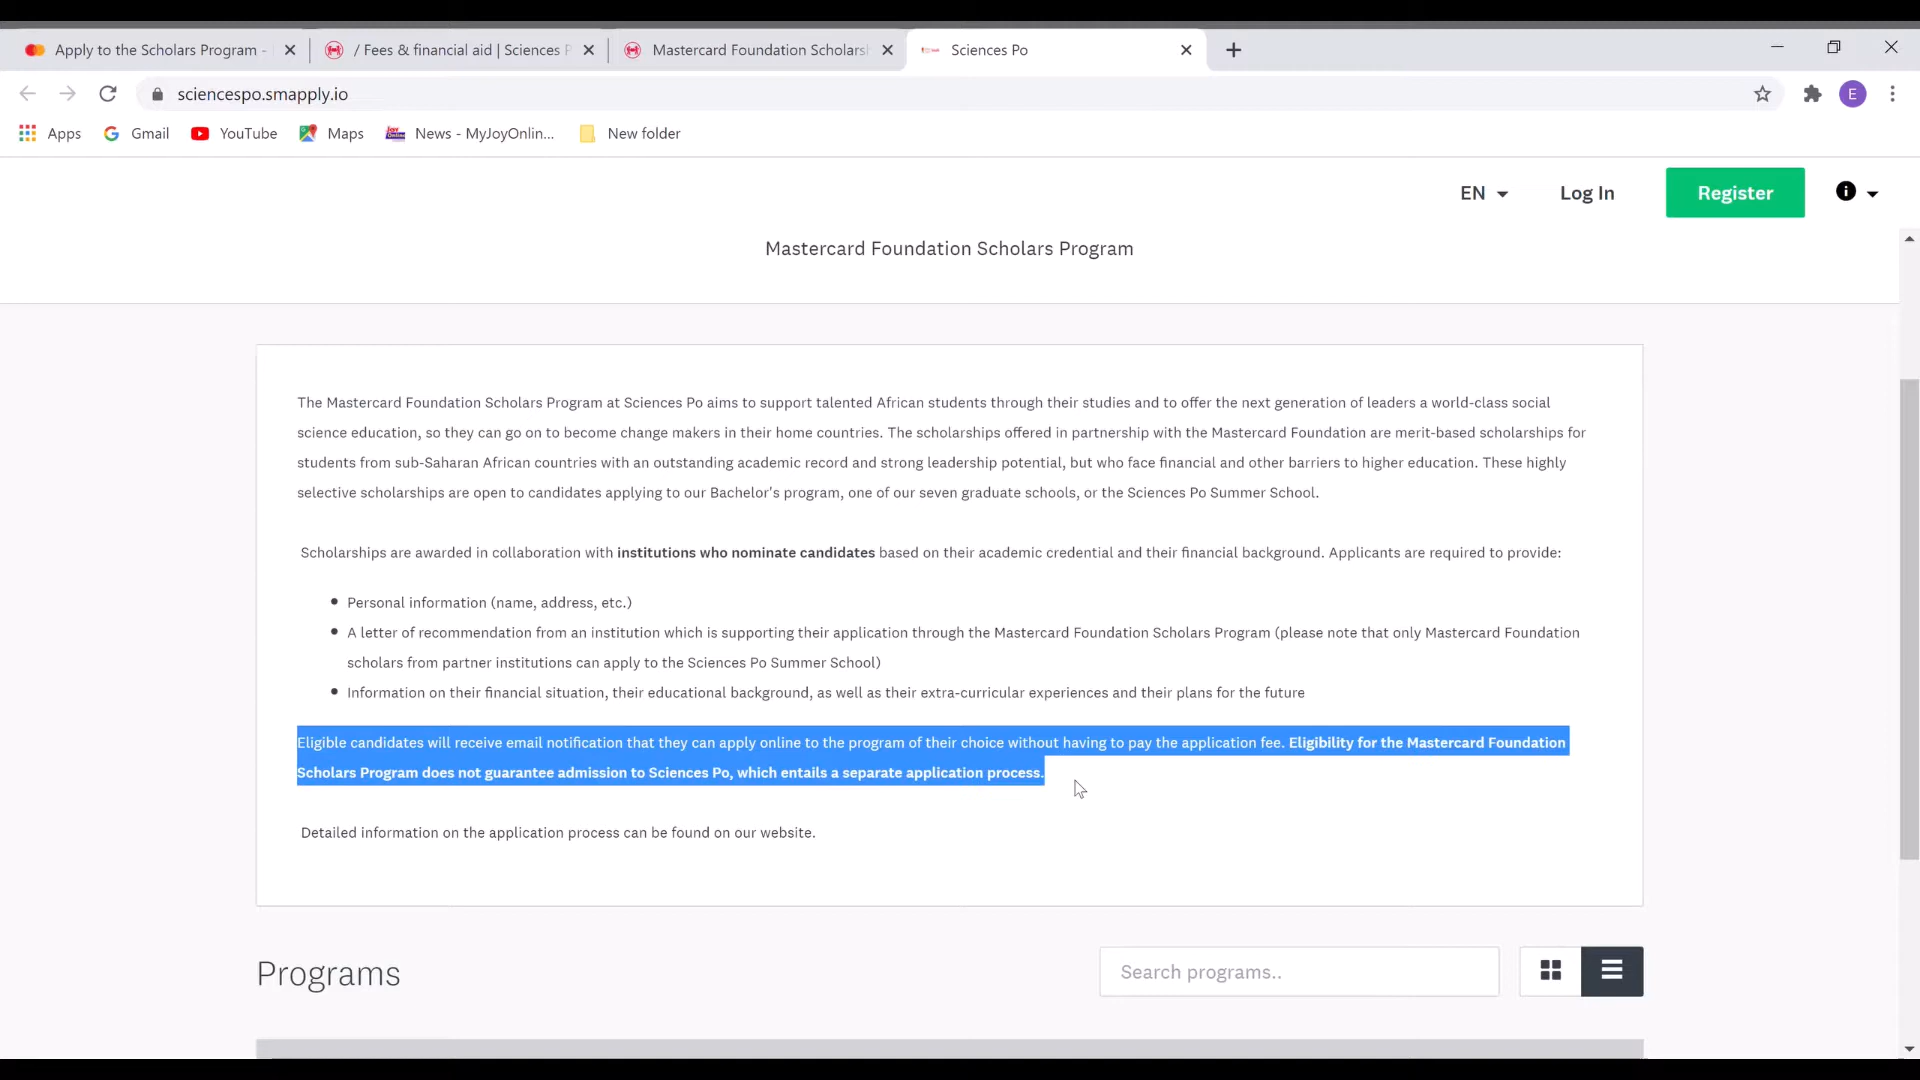 Apply to the Scholars Program -
/ Fees & financial aid | Sciences P
Mastercard Foundation Scholars
Sciences Po
sciencespo.smapply.io
E
Apps
Gmail
YouTube
Maps
News - MyJoyOnlin...
New folder
EN
Log In
Register
Mastercard Foundation Scholars Program
The Mastercard Foundation Scholars Program at Sciences Po aims to support talented African students through their studies and to offer the next generation of leaders a world-class social
science education, so they can go on to become change makers in their home countries. The scholarships offered in partnership with the Mastercard Foundation are merit-based scholarships for
students from sub-Saharan African countries with an outstanding academic record and strong leadership potential, but who face financial and other barriers to higher education. These highly
selective scholarships are open to candidates applying to our Bachelor's program, one of our seven graduate schools, or the Sciences Po Summer School.
Scholarships are awarded in collaboration with institutions who nominate candidates based on their academic credential and their financial background. Applicants are required to provide:
• Personal information (name, address, etc.)
• A letter of recommendation from an institution which is supporting their application through the Mastercard Foundation Scholars Program (please note that only Mastercard Foundation
scholars from partner institutions can apply to the Sciences Po Summer School)
• Information on their financial situation, their educational background, as well as their extra-curricular experiences and their plans for the future
Eligible candidates will receive email notification that they can apply online to the program of their choice without having to pay the application fee. Eligibility for the Mastercard Foundation
Scholars Program does not guarantee admission to Sciences Po, which entails a separate application process.
Detailed information on the application process can be found on our website.
Programs
Search programs..